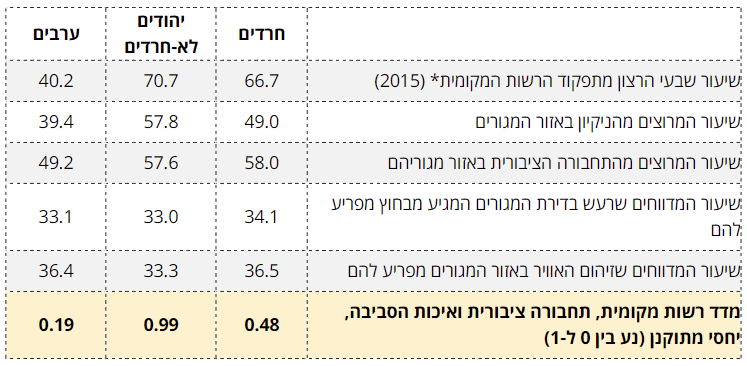 חרדים יהודים לא-חרדים ערבים
שיעור שבעי הרצון מתפקוד הרשות המקומית* (2015) 66.7 70.7 40.2
שיעור המרוצים מהניקיון באזור המגורים 49.0 57.8 39.4
שיעור המרוצים מהתחבורה הציבורית באזור מגוריהם 58.0 57.6 49.2
שיעור המדווחים שרעש בדירת המגורים המגיע מבחוץ מפריע
להם 34.1 33.0 33.1
שיעור המדווחים שזיהום האוויר באזור המגורים מפריע להם 36.5 33.3 36.4
מדד רשות מקומית, תחבורה ציבורית ואיכות הסביבה,
יחסי מתוקנן (נע בין 0 ל-1) 0.48 0.99 0.19